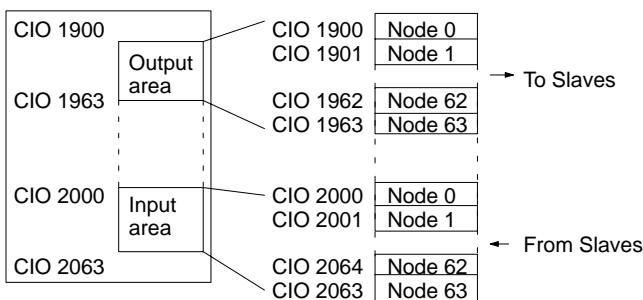 CIO 1900
Output
area
CIO 1963
CIO 2000
Input
area
CIO 2063
CIO 1900 Node 0
CIO 1901 Node 1
To Slaves
CIO 1962 Node 62
CIO 1963 Node 63
CIO 2000 Node 0
CIO 2001 Node 1
From Slaves
CIO 2064 Node 62
CIO 2063 Node 63